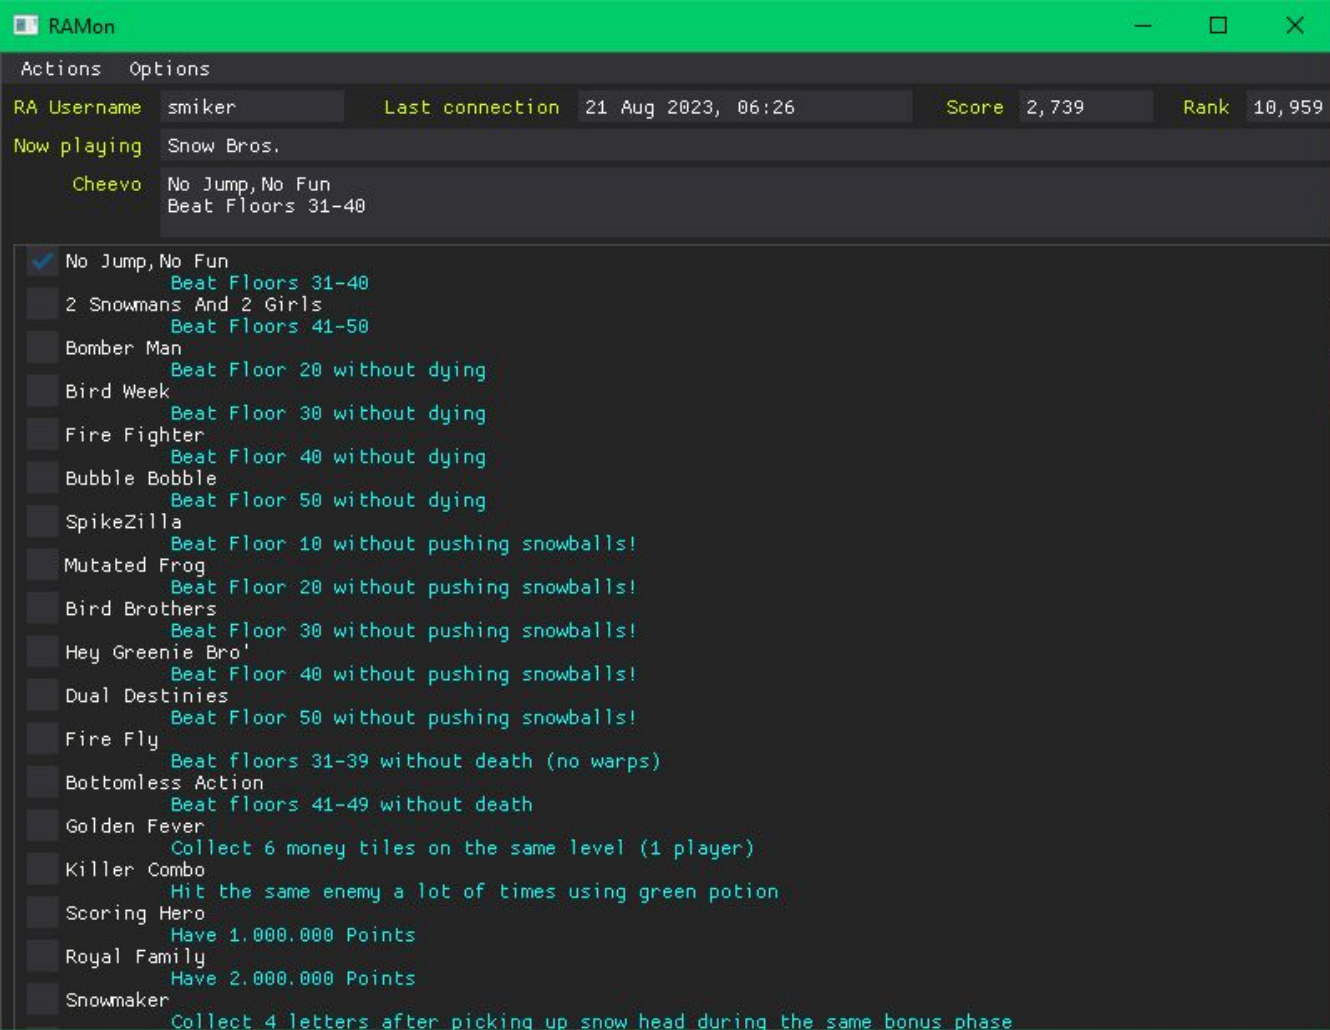 RAMon
Actions Options
RA Username smiker Last connection 21 Aug 2023, 06:26 Score 2,739 Rank 10,959
Now playing Snow Bros.
Cheevo No Jump,No Fun
Beat Floors 31-40
No Jump,No Fun
Beat Floors 31-40
2 Snowmans And 2 Girls
Beat Floors 41-50
Bomber Man
Beat Floor 20 without dying
Bird Week
Beat Floor 30 without dying
Fire Fighter
Beat Floor 40 without dying
Bubble Bobble
Beat Floor 50 without dying
SpikeZilla
Beat Floor 10 without pushing snowballs!
Mutated Frog
Beat Floor 20 without pushing snowballs!
Bird Brothers
Beat Floor 30 without pushing snowballs!
Hey Greenie Bro'
Beat Floor 40 without pushing snowballs!
Dual Destinies
Beat Floor 50 without pushing snowballs!
Fire Fly
Beat floors 31-39 without death (no warps)
Bottomless Action
Beat floors 41-49 without death
Golden Fever
Collect 6 money tiles on the same level (1 player)
Killer Combo
Hit the same enemy a lot of times using green potion
Scoring Hero
Have 1.000.000 Points
Royal Family
Have 2.000.000 Points
Snowmaker
Collect 4 letters after picking up snow head during the same bonus phase